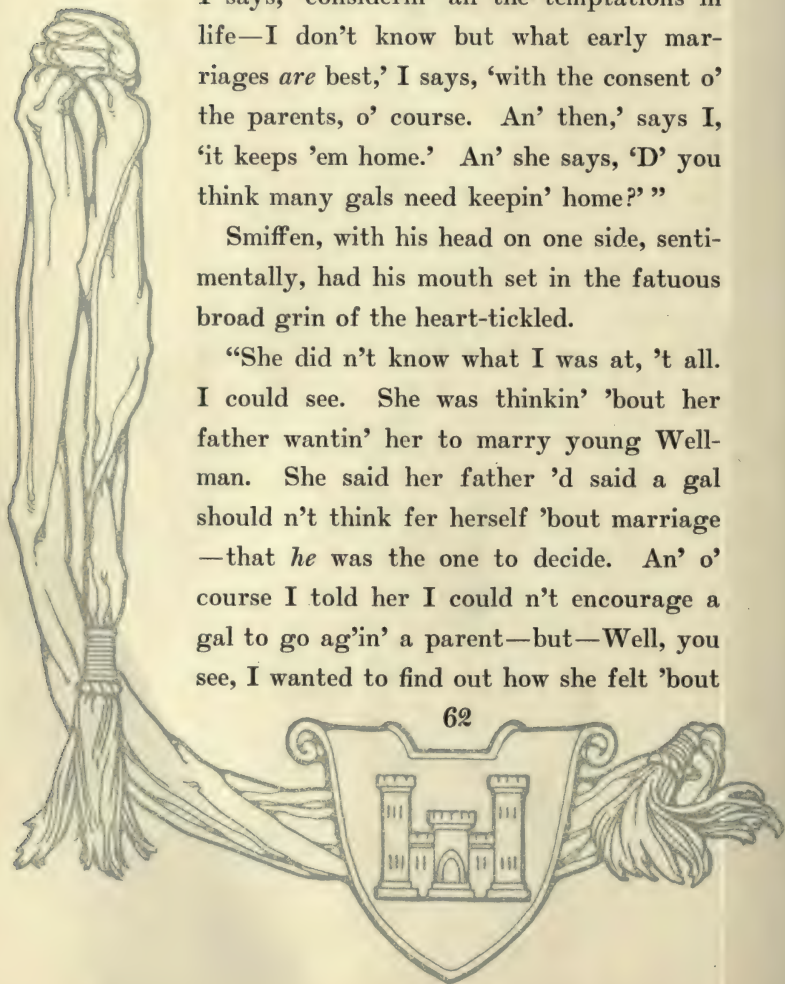 I says, ‘considerin’ all the temptations in
life—I don’t know but what early mar-
riages are best,’ I says, ‘with the consent o’
the parents, o’ course. An’ then,’ says I,
‘it keeps ’em home.’ An’ she says, ‘D’ you
think many gals need keepin’ home?’ ”
Smiffen, with his head on one side, senti-
mentally, had his mouth set in the fatuous
broad grin of the heart-tickled.
“She did n’t know what I was at, ’t all.
I could see. She was thinkin’ ’bout her
father wantin’ her to marry young Well-
man. She said her father ’d said a gal
should n’t think fer herself ’bout marriage
—that he was the one to decide. An’ o’
course I told her I could n’t encourage a
gal to go ag’in’ a parent—but—Well, you
see, I wanted to find out how she felt ’bout
62